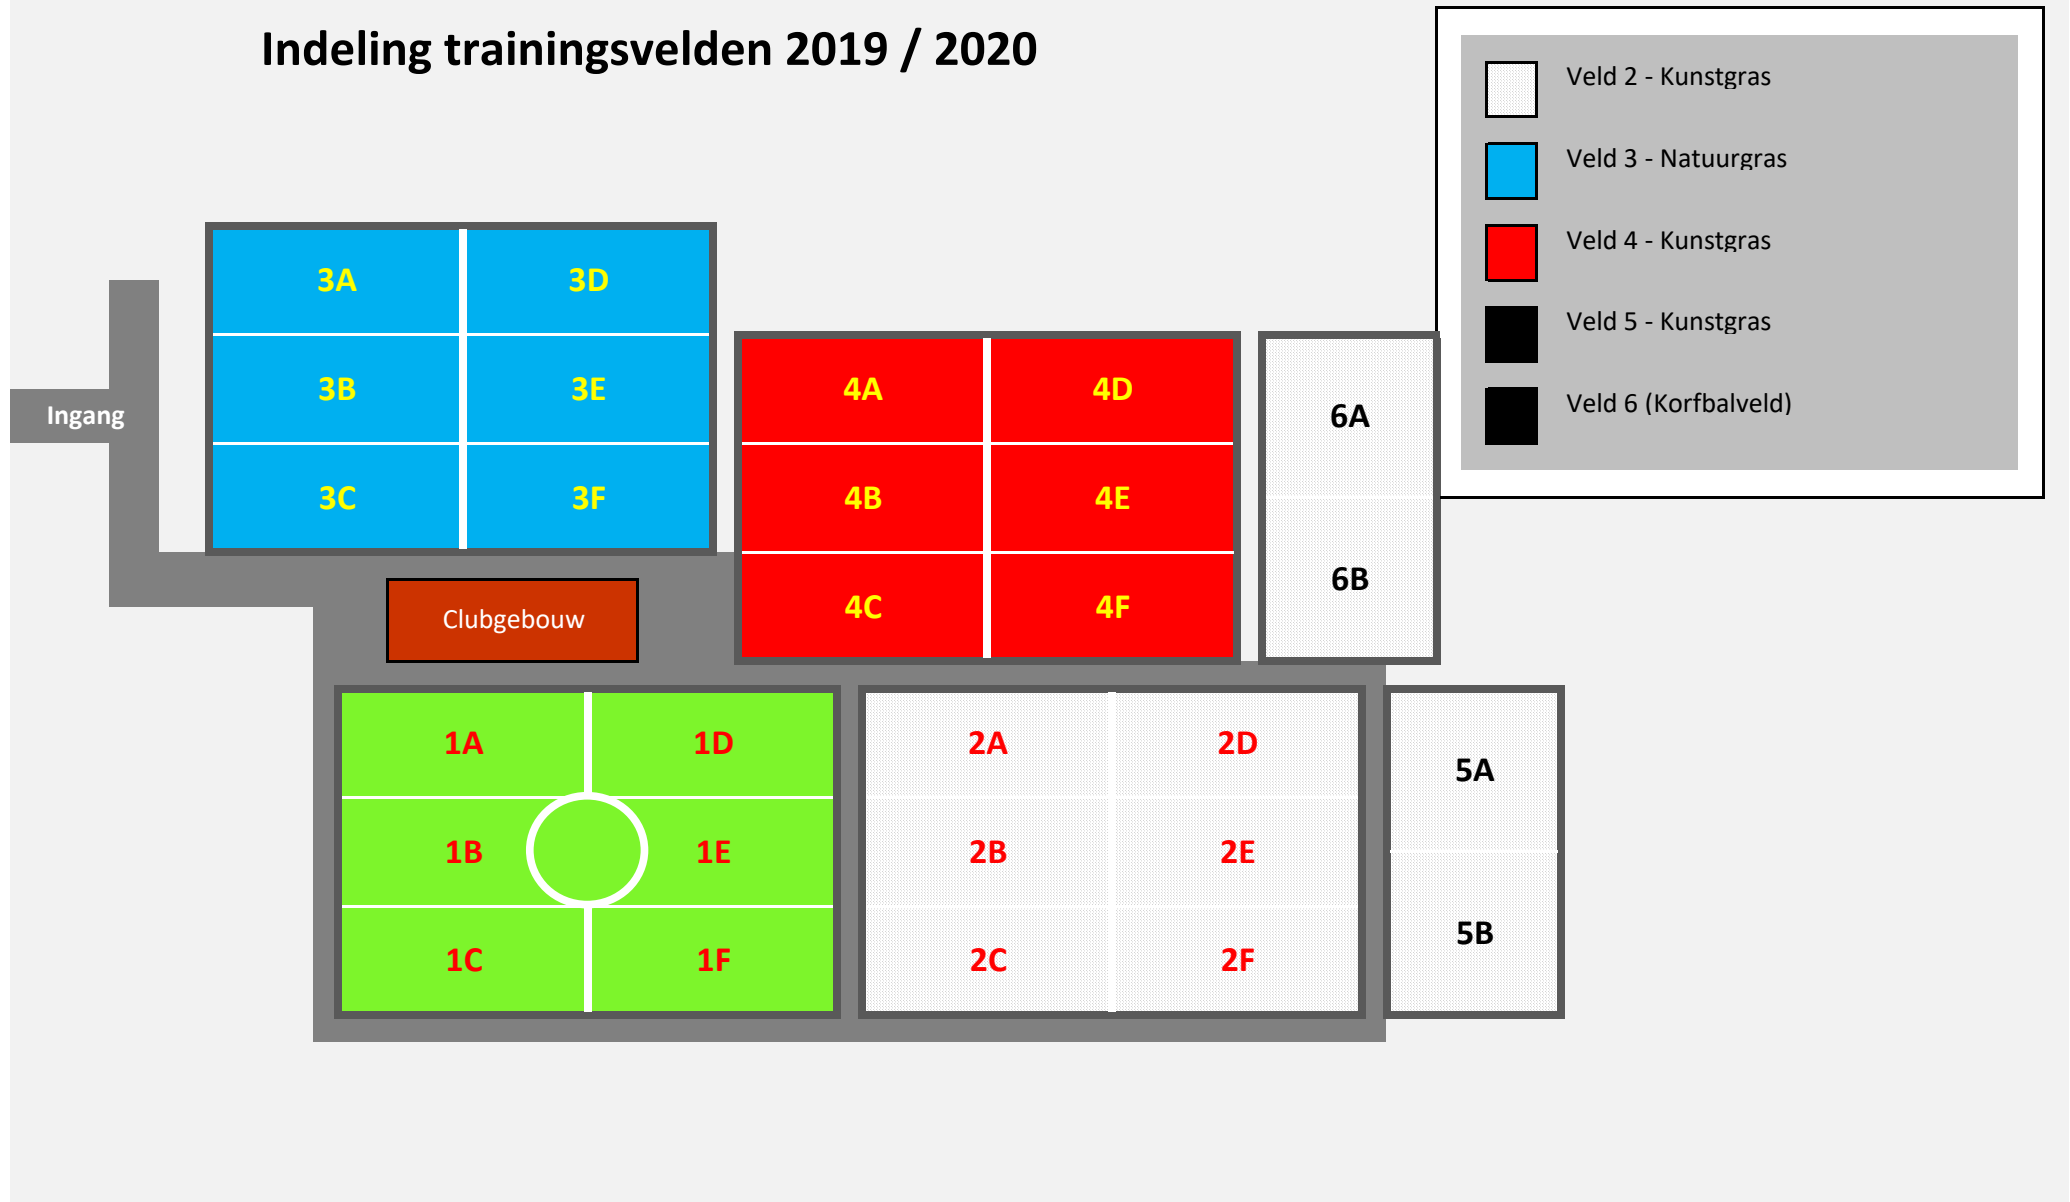 Indeling trainingsvelden 2019 / 2020
Veld 2 - Kunstgras
Veld 3 - Natuurgras
Veld 4 - Kunstgras
Veld 5 - Kunstgras
Veld 6 (Korfbalveld)
Ingang
3A 3D
3B 3E
3C 3F
4A 4D
4B 4E
4C 4F
6A
6B
Clubgebouw
1A 1D
1B 1E
1C 1F
2A 2D
2B 2E
2C 2F
5A
5B